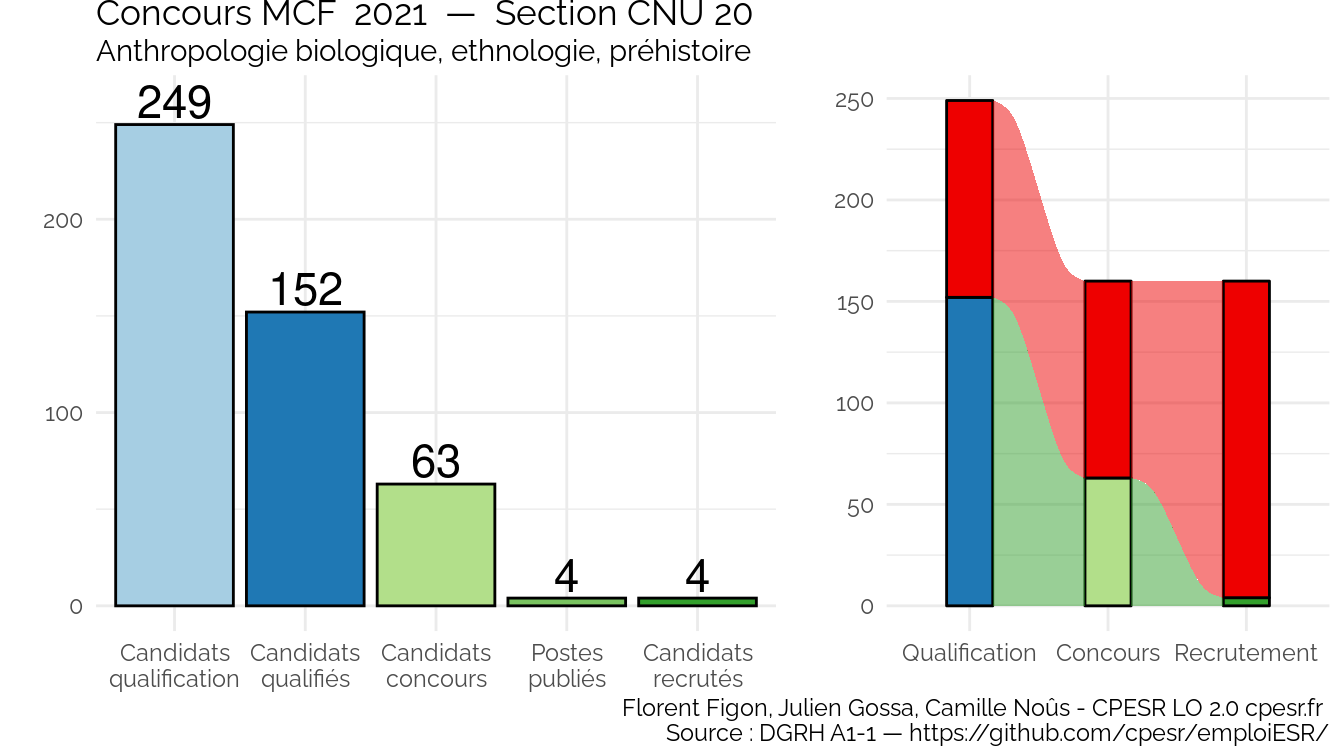 Concours MCF 2021 — Section CNU 20
Anthropologie biologique, ethnologie, préhistoire
249
152
63
4
4
200
100
0
Candidats qualification
Candidats qualifiés
Candidats concours
Postes publiés
Candidats recrutés
250
200
150
100
50
0
Qualification
Concours
Recrutement
Florent Figon, Julien Gossa, Camille Noûs - CPESR LO 2.0 cpesr.fr
Source : DGRH A1-1 — https://github.com/cpesr/emploiESR/